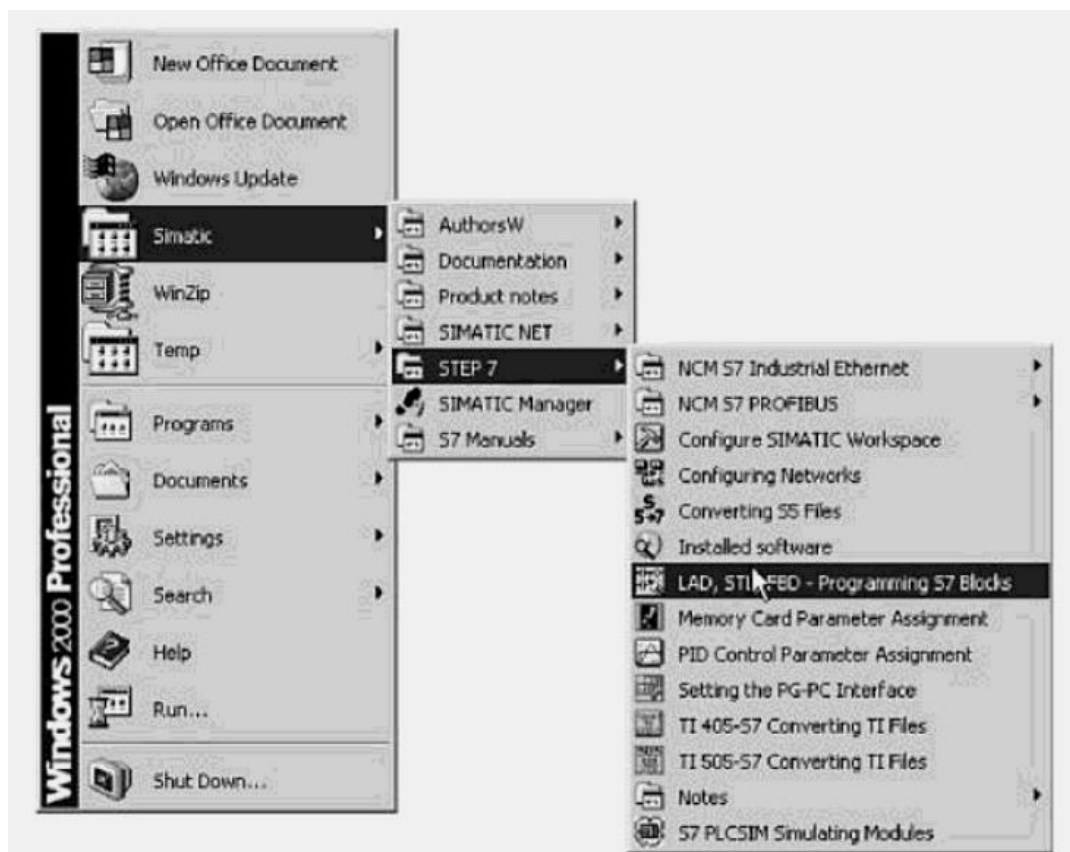 New Office Document
Open Office Document
Windows Update
Simatic
WinZip
Temp
Programs
Documents
Settings
Search
Help
Run...
Shut Down...
Windows 2000 Professional
AuthorsW
Documentation
Product notes
SIMATIC NET
STEP 7
SIMATIC Manager
S7 Manuals
NCM S7 Industrial Ethernet
NCM S7 PROFIBUS
Configure SIMATIC Workspace
Configuring Networks
Converting S5 Files
Installed software
LAD, STL, FBD - Programming S7 Blocks
Memory Card Parameter Assignment
PID Control Parameter Assignment
Setting the PG-PC Interface
TI 405-S7 Converting TI Files
TI 505-S7 Converting TI Files
Notes
S7 PLCSIM Simulating Modules